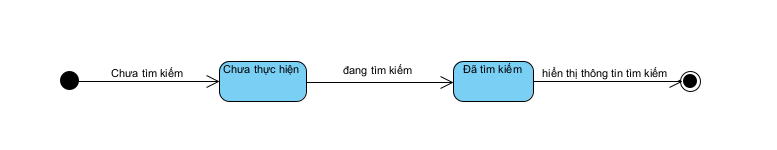 Chưa tìm kiếm
Chưa thực hiện
đang tìm kiếm
Đã tìm kiếm
hiển thị thông tin tìm kiếm